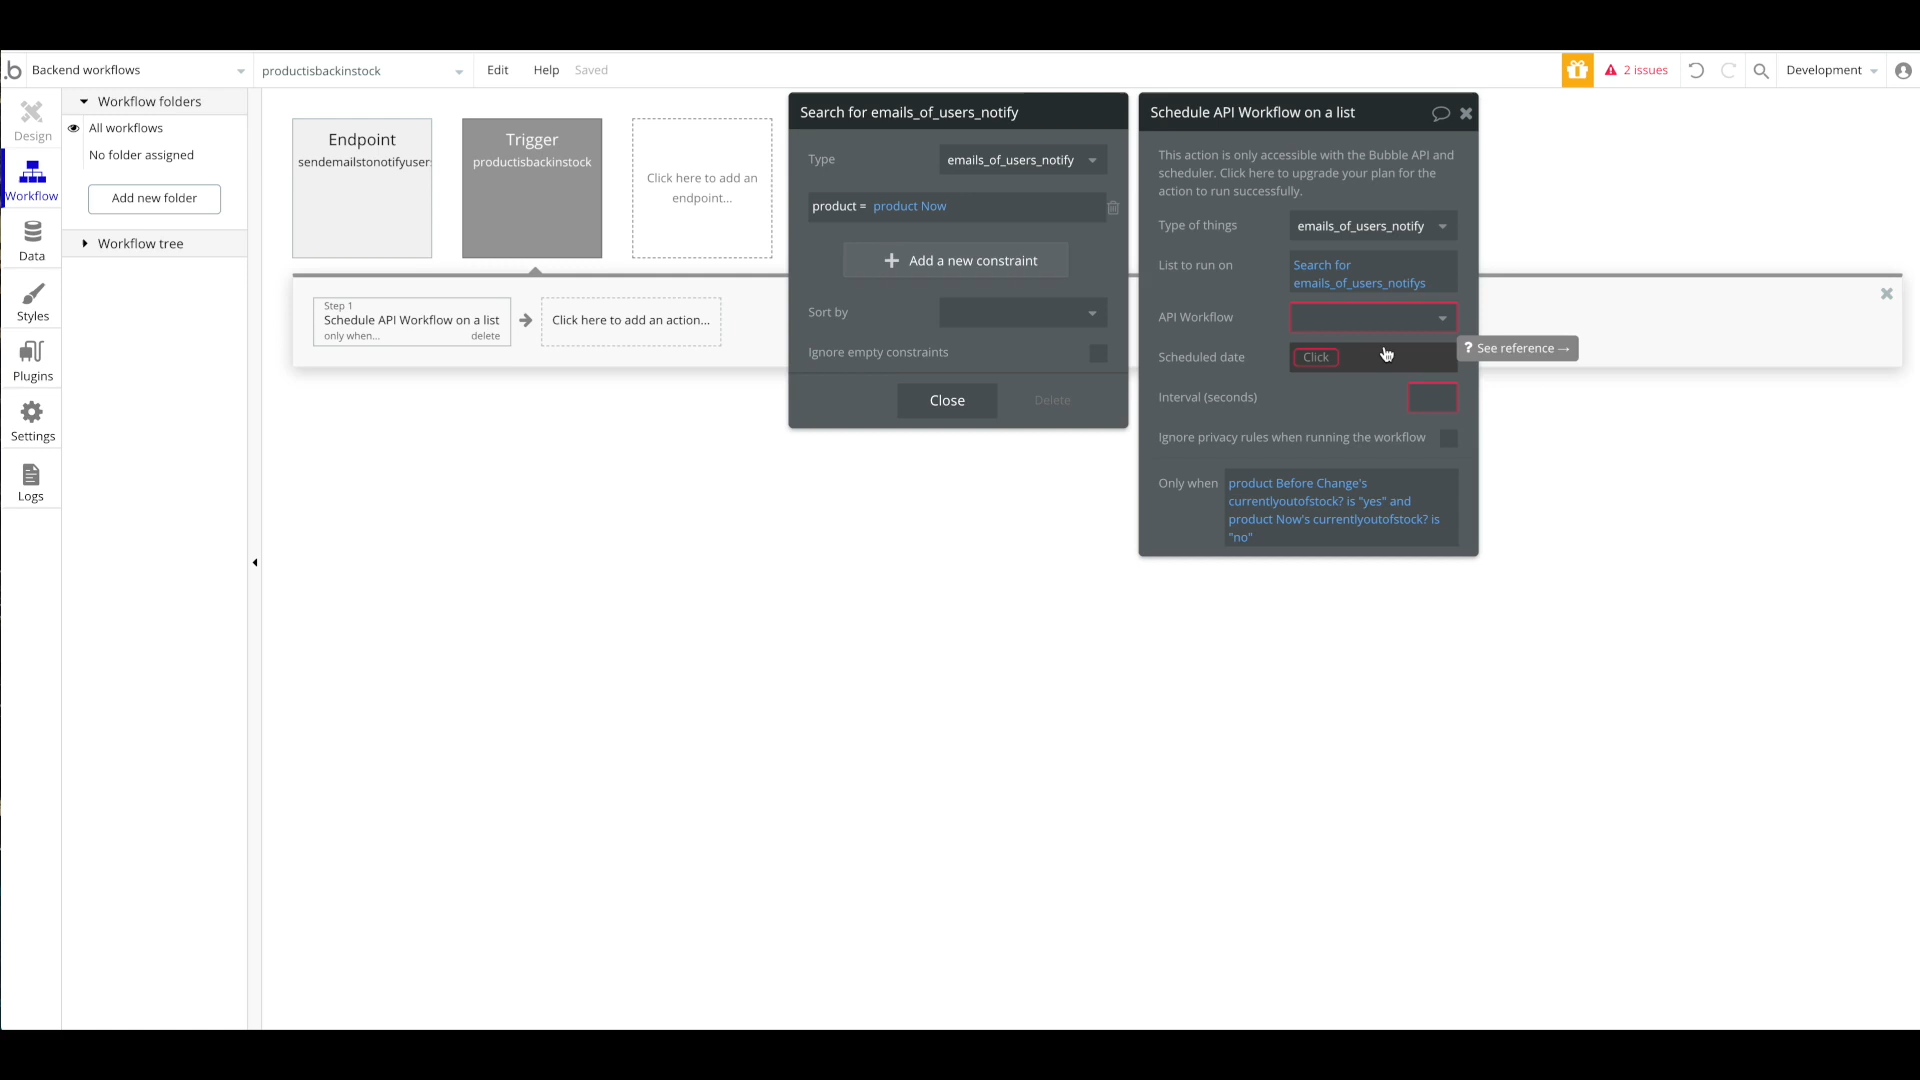 Backend workflows
productisbackinstock
Edit
Help
Saved
2 issues
Development
Design
Workflow
Data
Styles
Plugins
Settings
Logs
Workflow folders
All workflows
No folder assigned
Add new folder
Workflow tree
Endpoint
sendemailstonotifyuser
Trigger
productisbackinstock
Click here to add an
endpoint...
Step 1
Schedule API Workflow on a list
only when...
delete
Click here to add an action...
Search for emails_of_users_notify
Type
emails_of_users_notify
product = product Now
Add a new constraint
Sort by
Ignore empty constraints
Close
Delete
Schedule API Workflow on a list
This action is only accessible with the Bubble API and
scheduler. Click here to upgrade your plan for the
action to run successfully.
Type of things
emails_of_users_notify
List to run on
Search for
emails_of_users_notifys
API Workflow
Scheduled date
Click
? See reference →
Interval (seconds)
Ignore privacy rules when running the workflow
Only when
product Before Change's
currentlyoutofstock? is "yes" and
product Now's currentlyoutofstock? is
"no"